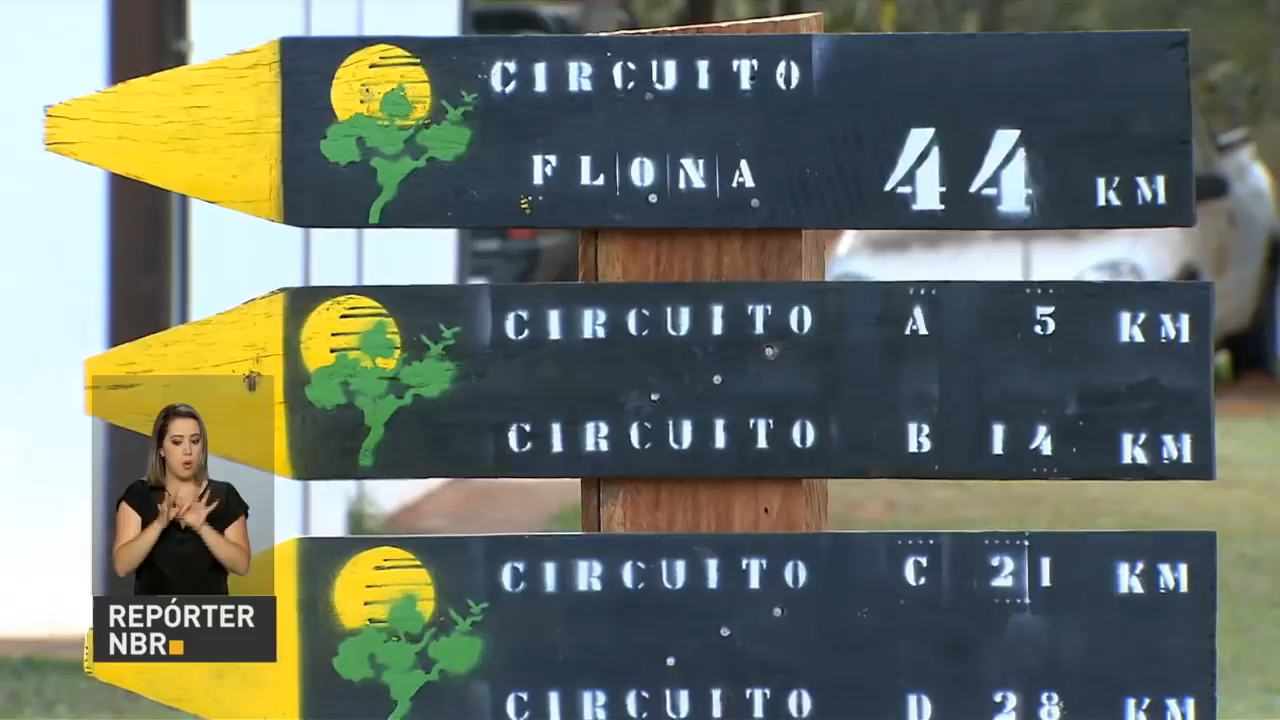 CIRCUITO
FLONA 44 KM
CIRCUITO A 5 KM
CIRCUITO B 14 KM
CIRCUITO C 21 KM
CIRCUITO D 28 KM
REPÓRTER
NBR